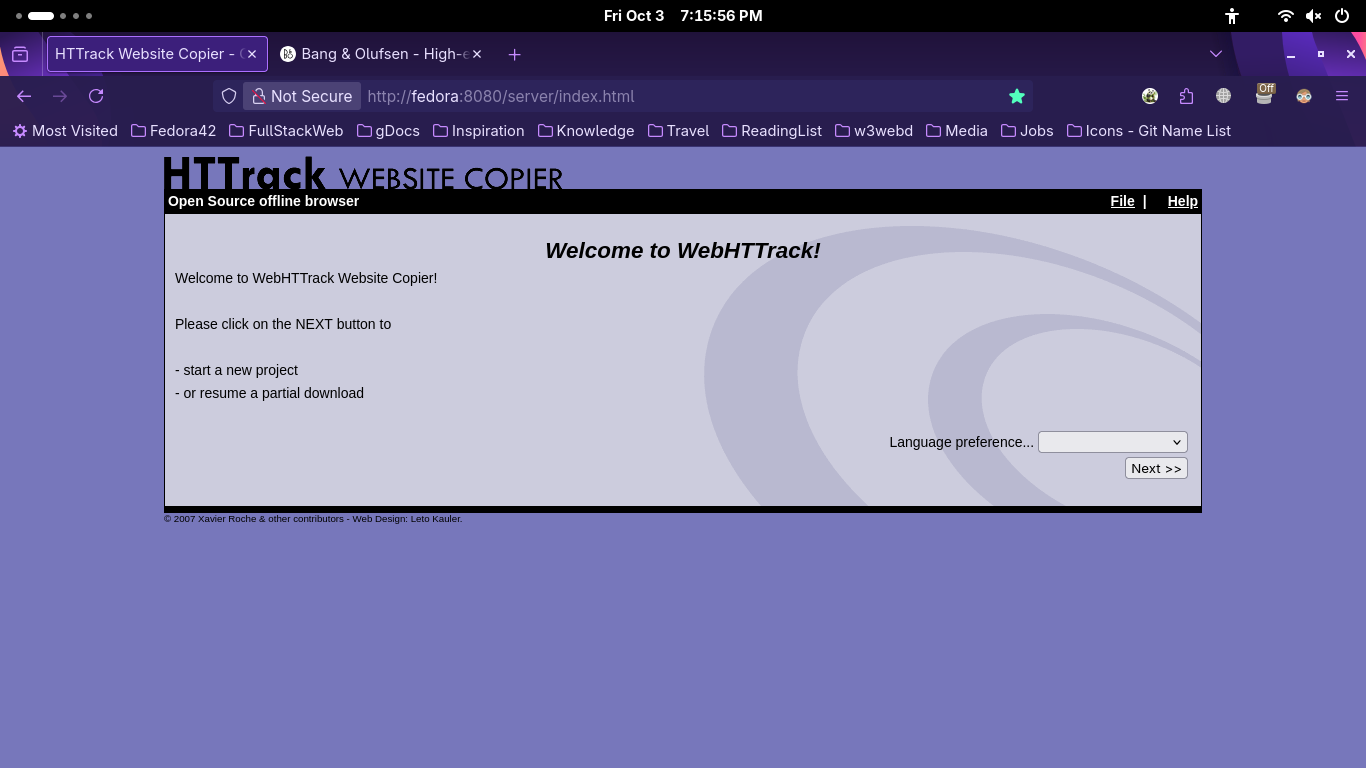 Fri Oct 3 7:15:56 PM
HTTrack Website Copier -
Bang & Olufsen - High-e
Not Secure http://fedora:8080/server/index.html
Off
Most Visited Fedora42 FullStackWeb gDocs Inspiration Knowledge Travel ReadingList w3webd Media Jobs Icons - Git Name List
HTTrack WEBSITE COPIER
Open Source offline browser File | Help
Welcome to WebHTTrack!
Welcome to WebHTTrack Website Copier!
Please click on the NEXT button to
- start a new project
- or resume a partial download
Language preference...
Next >>
© 2007 Xavier Roche & other contributors - Web Design: Leto Kauler.